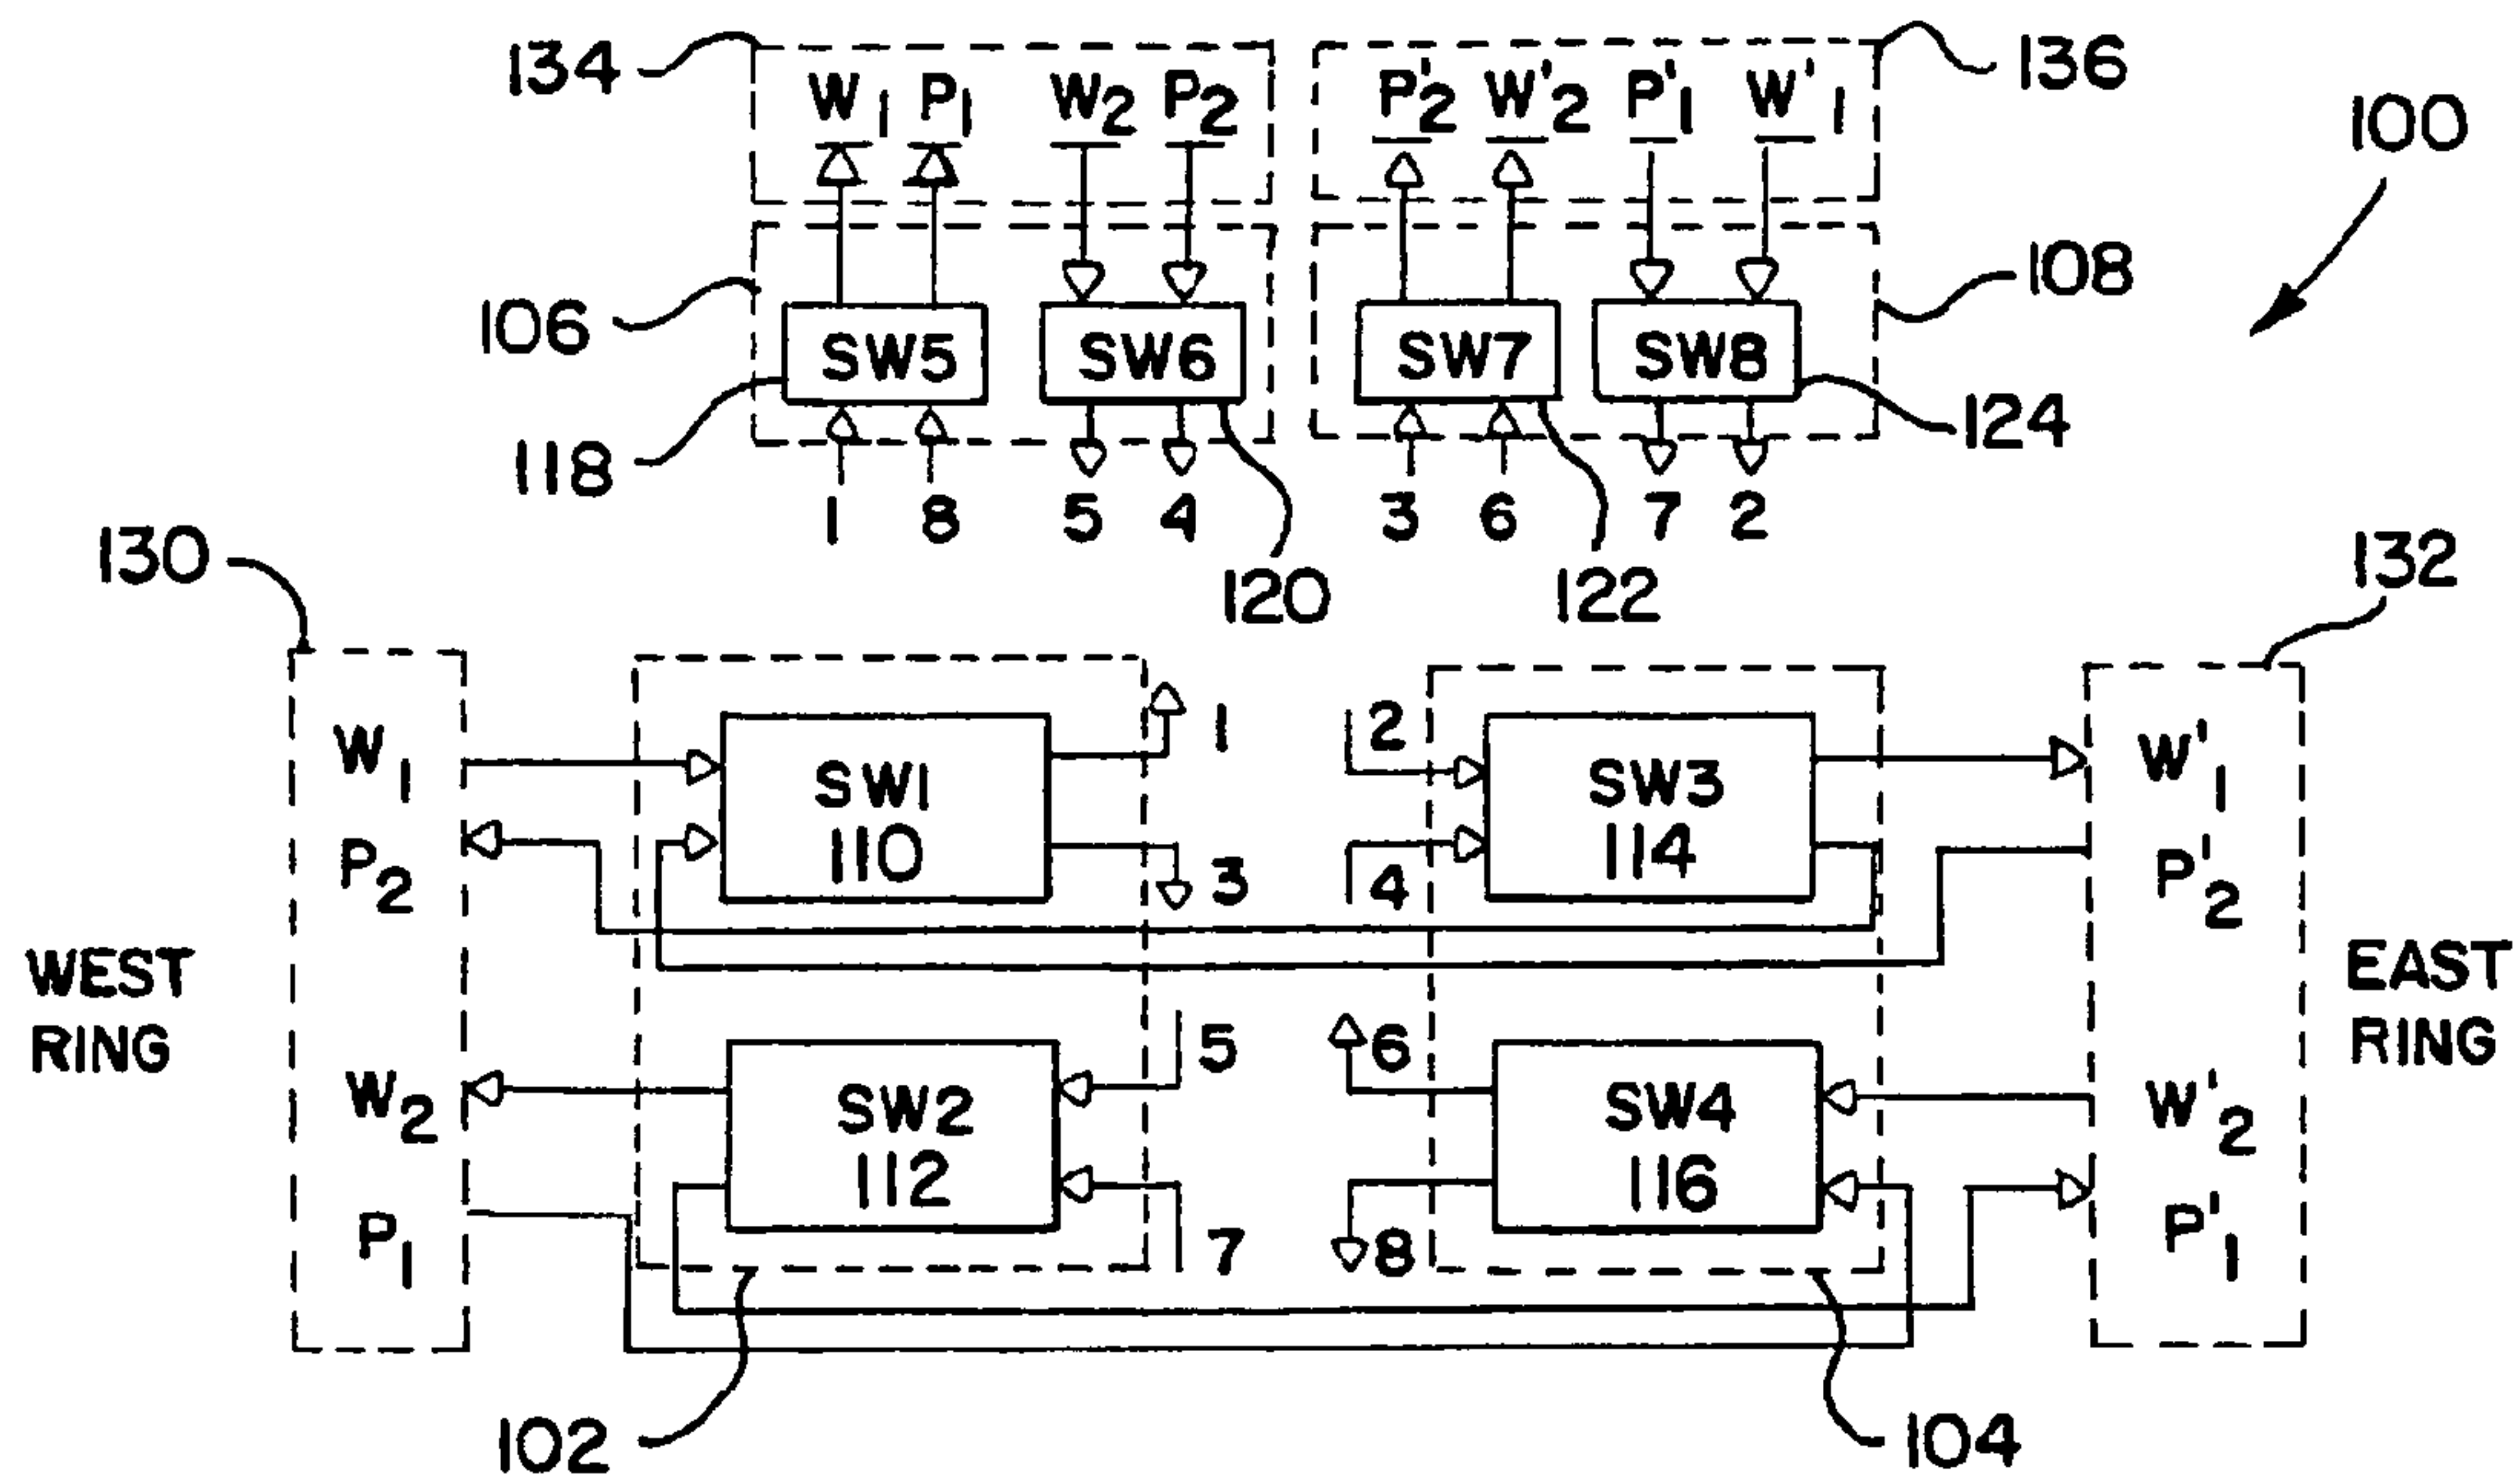 134
W1 P1 W2 P2
P'2 W'2 P'1 W'1
136
100
106
SW5 SW6 SW7 SW8
108
118
124
1 8 5 4 3 6 7 2
120 122
130
132
W1
SW1
110
1
2
SW3
114
W'1
P2
3
4
P'2
WEST
RING
EAST
RING
W2
SW2
112
5
6
SW4
116
W'2
P1
7
8
P'1
102
104